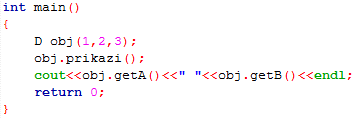 int main()
{
    D obj(1,2,3);
    obj.prikazi();
    cout<<obj.getA()<<" "<<obj.getB()<<endl;
    return 0;
}